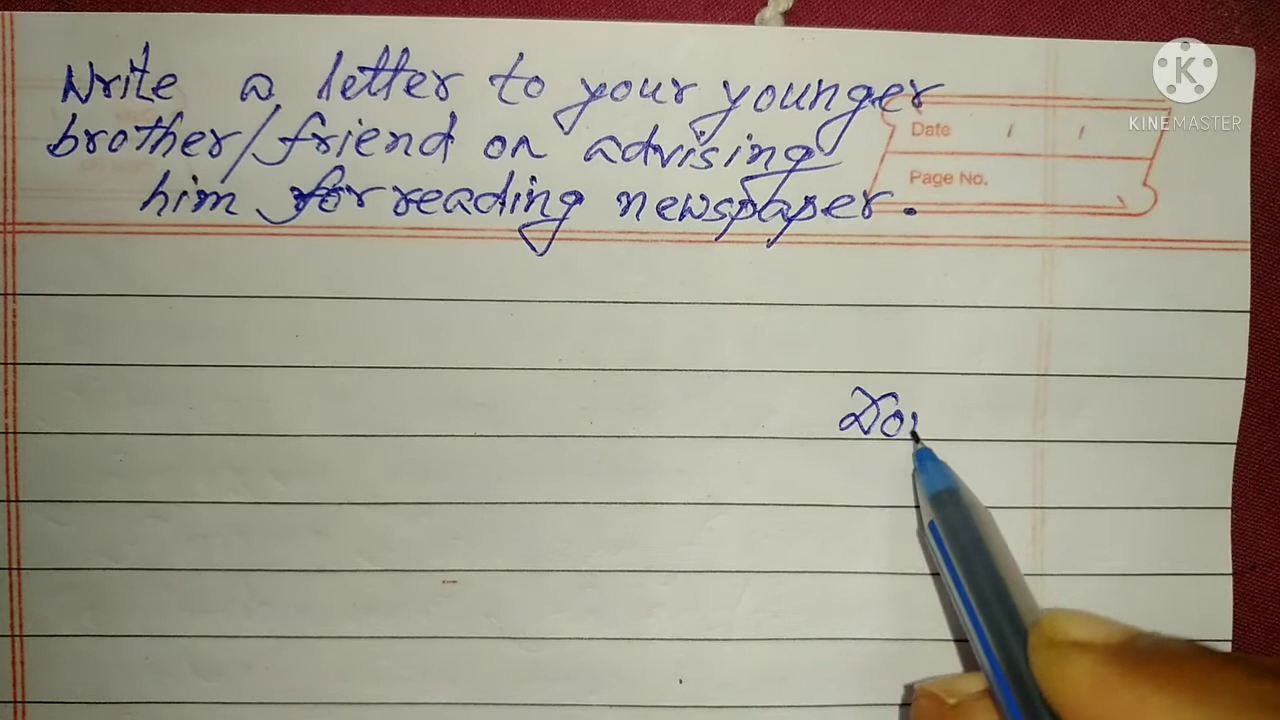 Write a letter to your younger
brother/friend on advising
him for reading newspaper.
Date / /
Page No.
K
KINEMASTER